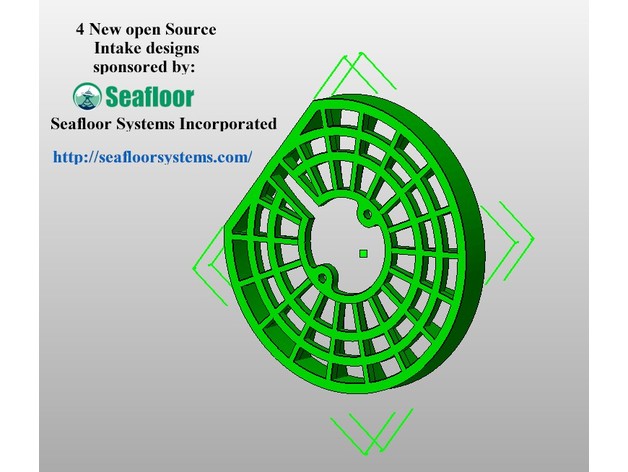 4 New open Source
Intake designs
sponsored by:
Seafloor
Seafloor Systems Incorporated
http://seafloorsystems.com/